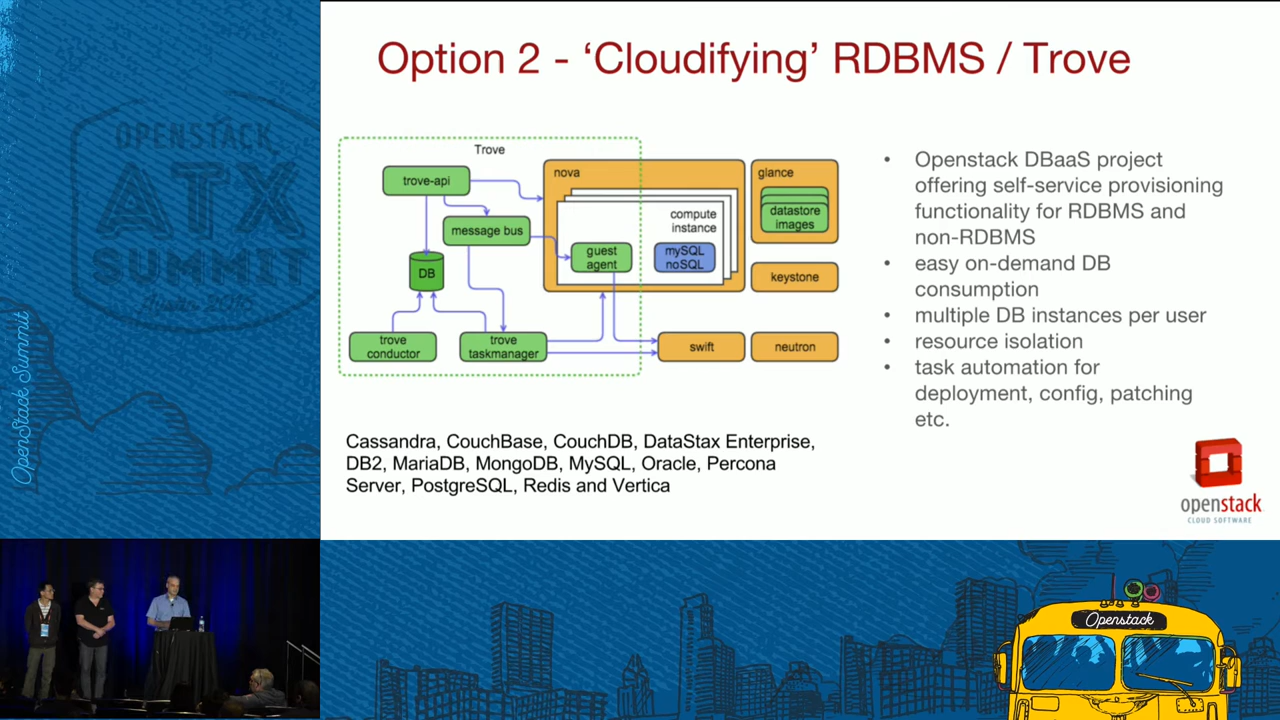 Option 2 - ‘Cloudifying’ RDBMS / Trove
Trove
trove-api
message bus
DB
trove
conductor
trove
taskmanager
nova
compute
instance
guest
agent
mySQL
noSQL
glance
datastore
images
keystone
swift
neutron
• Openstack DBaaS project
offering self-service provisioning
functionality for RDBMS and
non-RDBMS
• easy on-demand DB
consumption
• multiple DB instances per user
• resource isolation
• task automation for
deployment, config, patching
etc.
Cassandra, CouchBase, CouchDB, DataStax Enterprise,
DB2, MariaDB, MongoDB, MySQL, Oracle, Percona
Server, PostgreSQL, Redis and Vertica
openstack
CLOUD SOFTWARE
OPENSTACK
ATX
SUMMIT
OpenStack Summit
Openstack